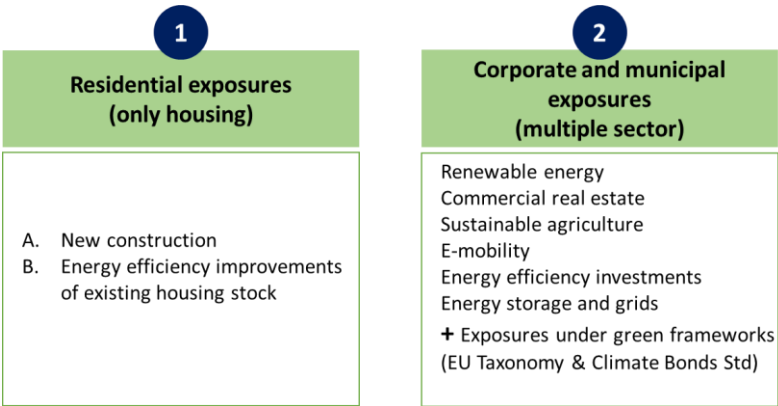 1
Residential exposures
(only housing)
A. New construction
B. Energy efficiency improvements
of existing housing stock
2
Corporate and municipal
exposures
(multiple sector)
Renewable energy
Commercial real estate
Sustainable agriculture
E-mobility
Energy efficiency investments
Energy storage and grids
+ Exposures under green frameworks
(EU Taxonomy & Climate Bonds Std)